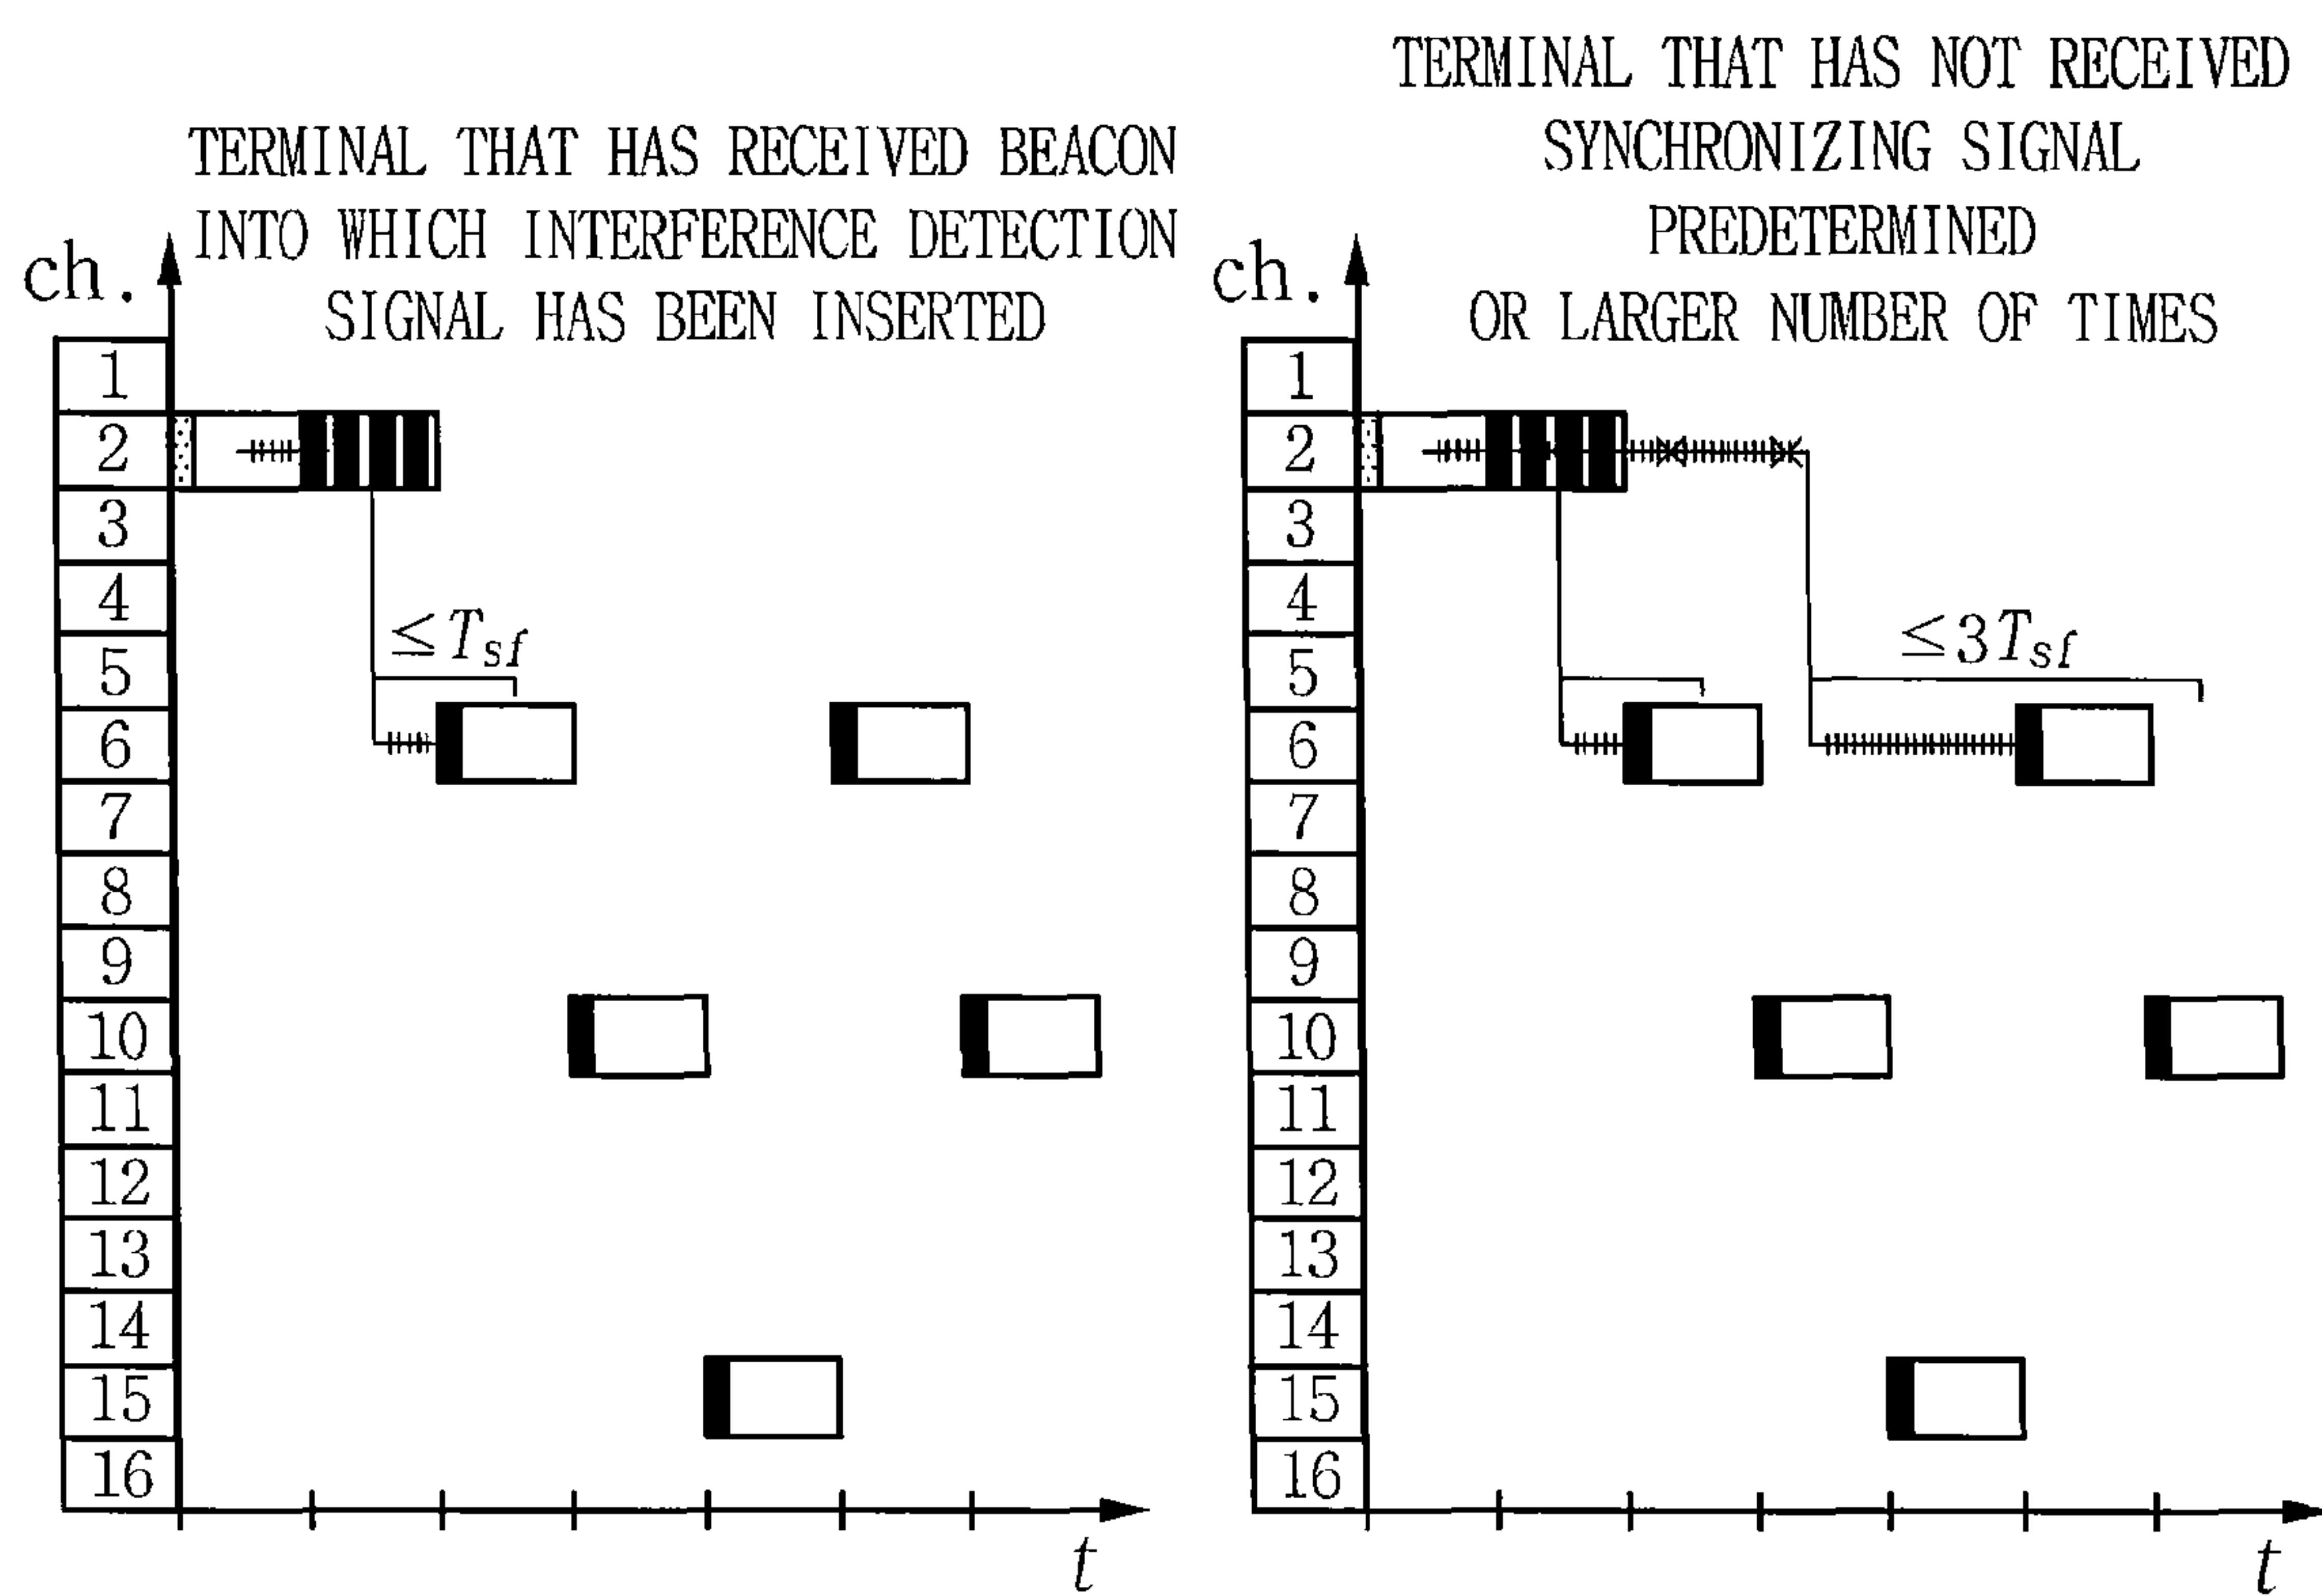 TERMINAL THAT HAS RECEIVED BEACON
INTO WHICH INTERFERENCE DETECTION
SIGNAL HAS BEEN INSERTED
ch.
1
2
3
4
5
6
7
8
9
10
11
12
13
14
15
16
≤Tsf
t
TERMINAL THAT HAS NOT RECEIVED
SYNCHRONIZING SIGNAL
PREDETERMINED
OR LARGER NUMBER OF TIMES
ch.
1
2
3
4
5
6
7
8
9
10
11
12
13
14
15
16
≤3Tsf
t